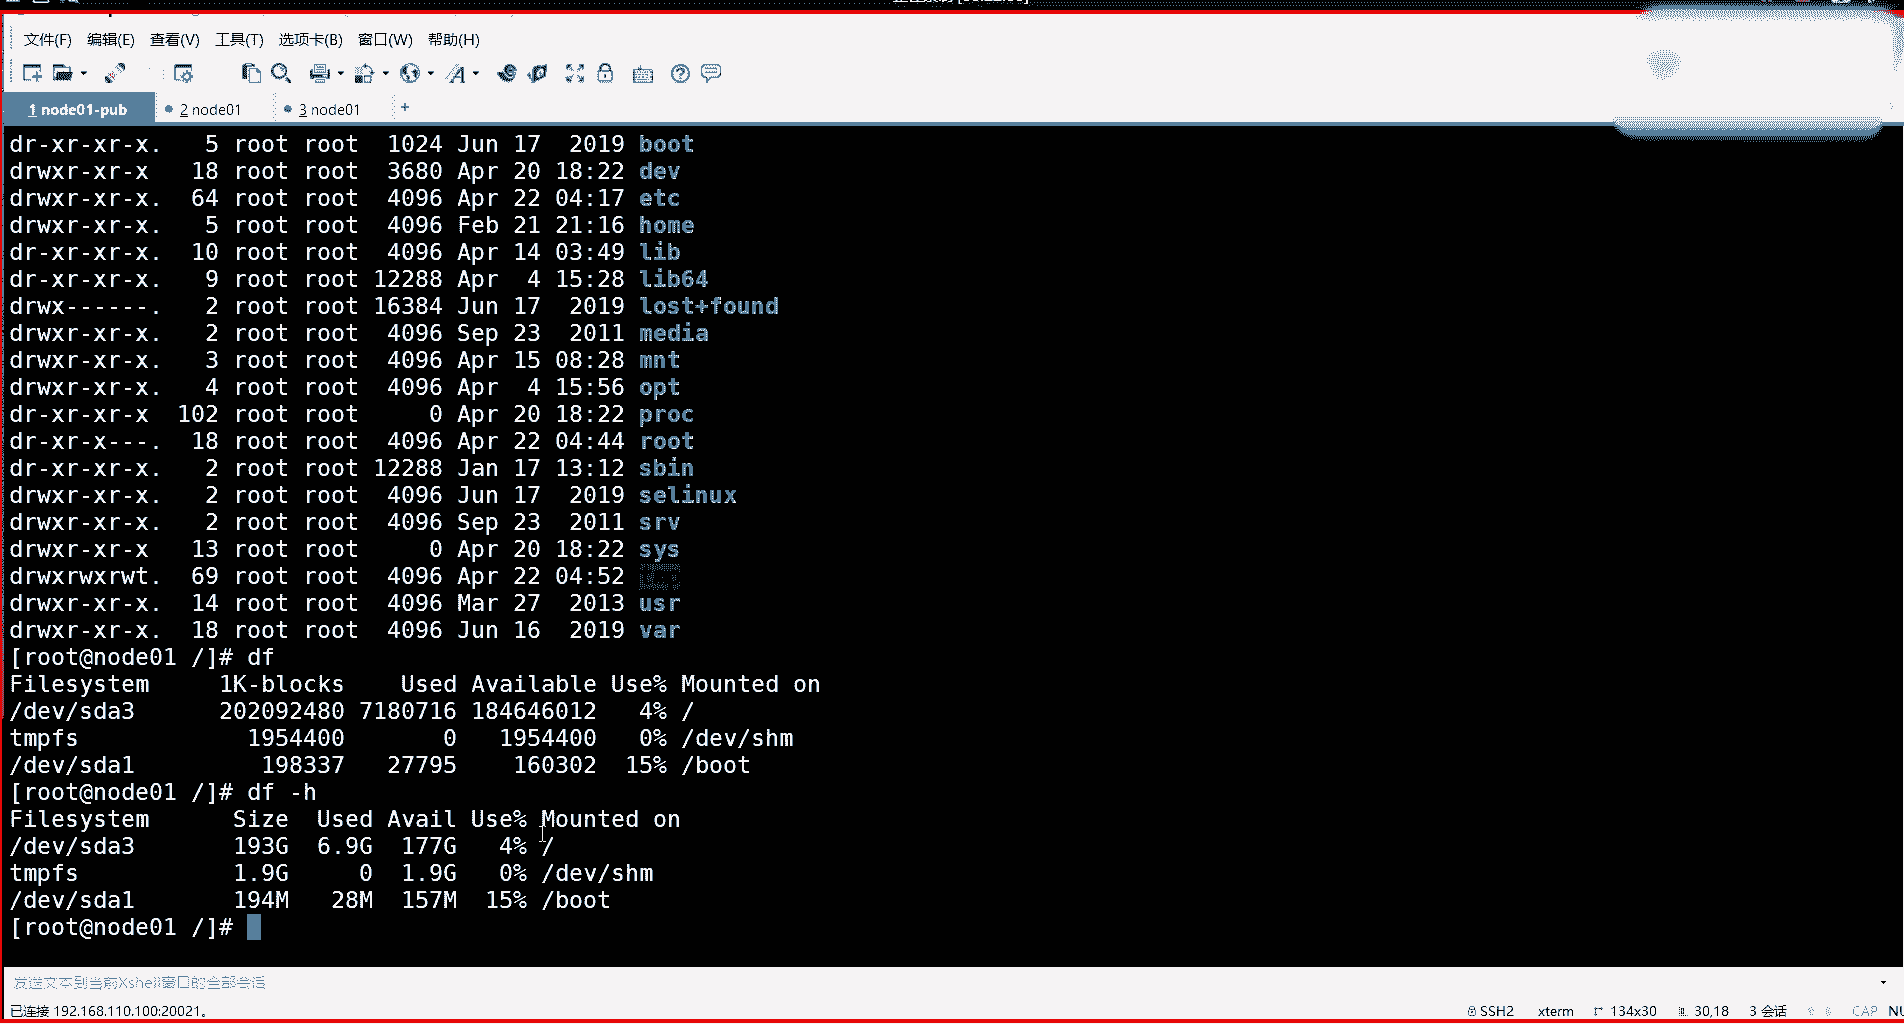 文件(F) 编辑(E) 查看(V) 工具(T) 选项卡(B) 窗口(W) 帮助(H)
1 node01-pub 2 node01 3 node01 +
dr-xr-xr-x.   5 root root  1024 Jun 17  2019 boot
drwxr-xr-x   18 root root  3680 Apr 20 18:22 dev
drwxr-xr-x.  64 root root  4096 Apr 22 04:17 etc
drwxr-xr-x.   5 root root  4096 Feb 21 21:16 home
dr-xr-xr-x.  10 root root  4096 Apr 14 03:49 lib
dr-xr-xr-x.   9 root root 12288 Apr  4 15:28 lib64
drwx------.   2 root root 16384 Jun 17  2019 lost+found
drwxr-xr-x.   2 root root  4096 Sep 23  2011 media
drwxr-xr-x.   3 root root  4096 Apr 15 08:28 mnt
drwxr-xr-x.   4 root root  4096 Apr  4 15:56 opt
dr-xr-xr-x  102 root root     0 Apr 20 18:22 proc
dr-xr-x---.  18 root root  4096 Apr 22 04:44 root
dr-xr-xr-x.   2 root root 12288 Jan 17 13:12 sbin
drwxr-xr-x.   2 root root  4096 Jun 17  2019 selinux
drwxr-xr-x.   2 root root  4096 Sep 23  2011 srv
drwxr-xr-x   13 root root     0 Apr 20 18:22 sys
drwxrwxrwt.  69 root root  4096 Apr 22 04:52
drwxr-xr-x.  14 root root  4096 Mar 27  2013 usr
drwxr-xr-x.  18 root root  4096 Jun 16  2019 var
[root@node01 /]# df
Filesystem     1K-blocks    Used Available Use% Mounted on
/dev/sda3      202092480 7180716 184646012   4% /
tmpfs            1954400       0   1954400   0% /dev/shm
/dev/sda1         198337   27795    160302  15% /boot
[root@node01 /]# df -h
Filesystem      Size  Used Avail Use% Mounted on
/dev/sda3       193G  6.9G  177G   4% /
tmpfs           1.9G     0  1.9G   0% /dev/shm
/dev/sda1       194M   28M  157M  15% /boot
[root@node01 /]#
发送文本到当前Xshell窗口的全部会话
已连接 192.168.110.100:20021。 SSH2 xterm 134x30 30,18 3 会话 CAP